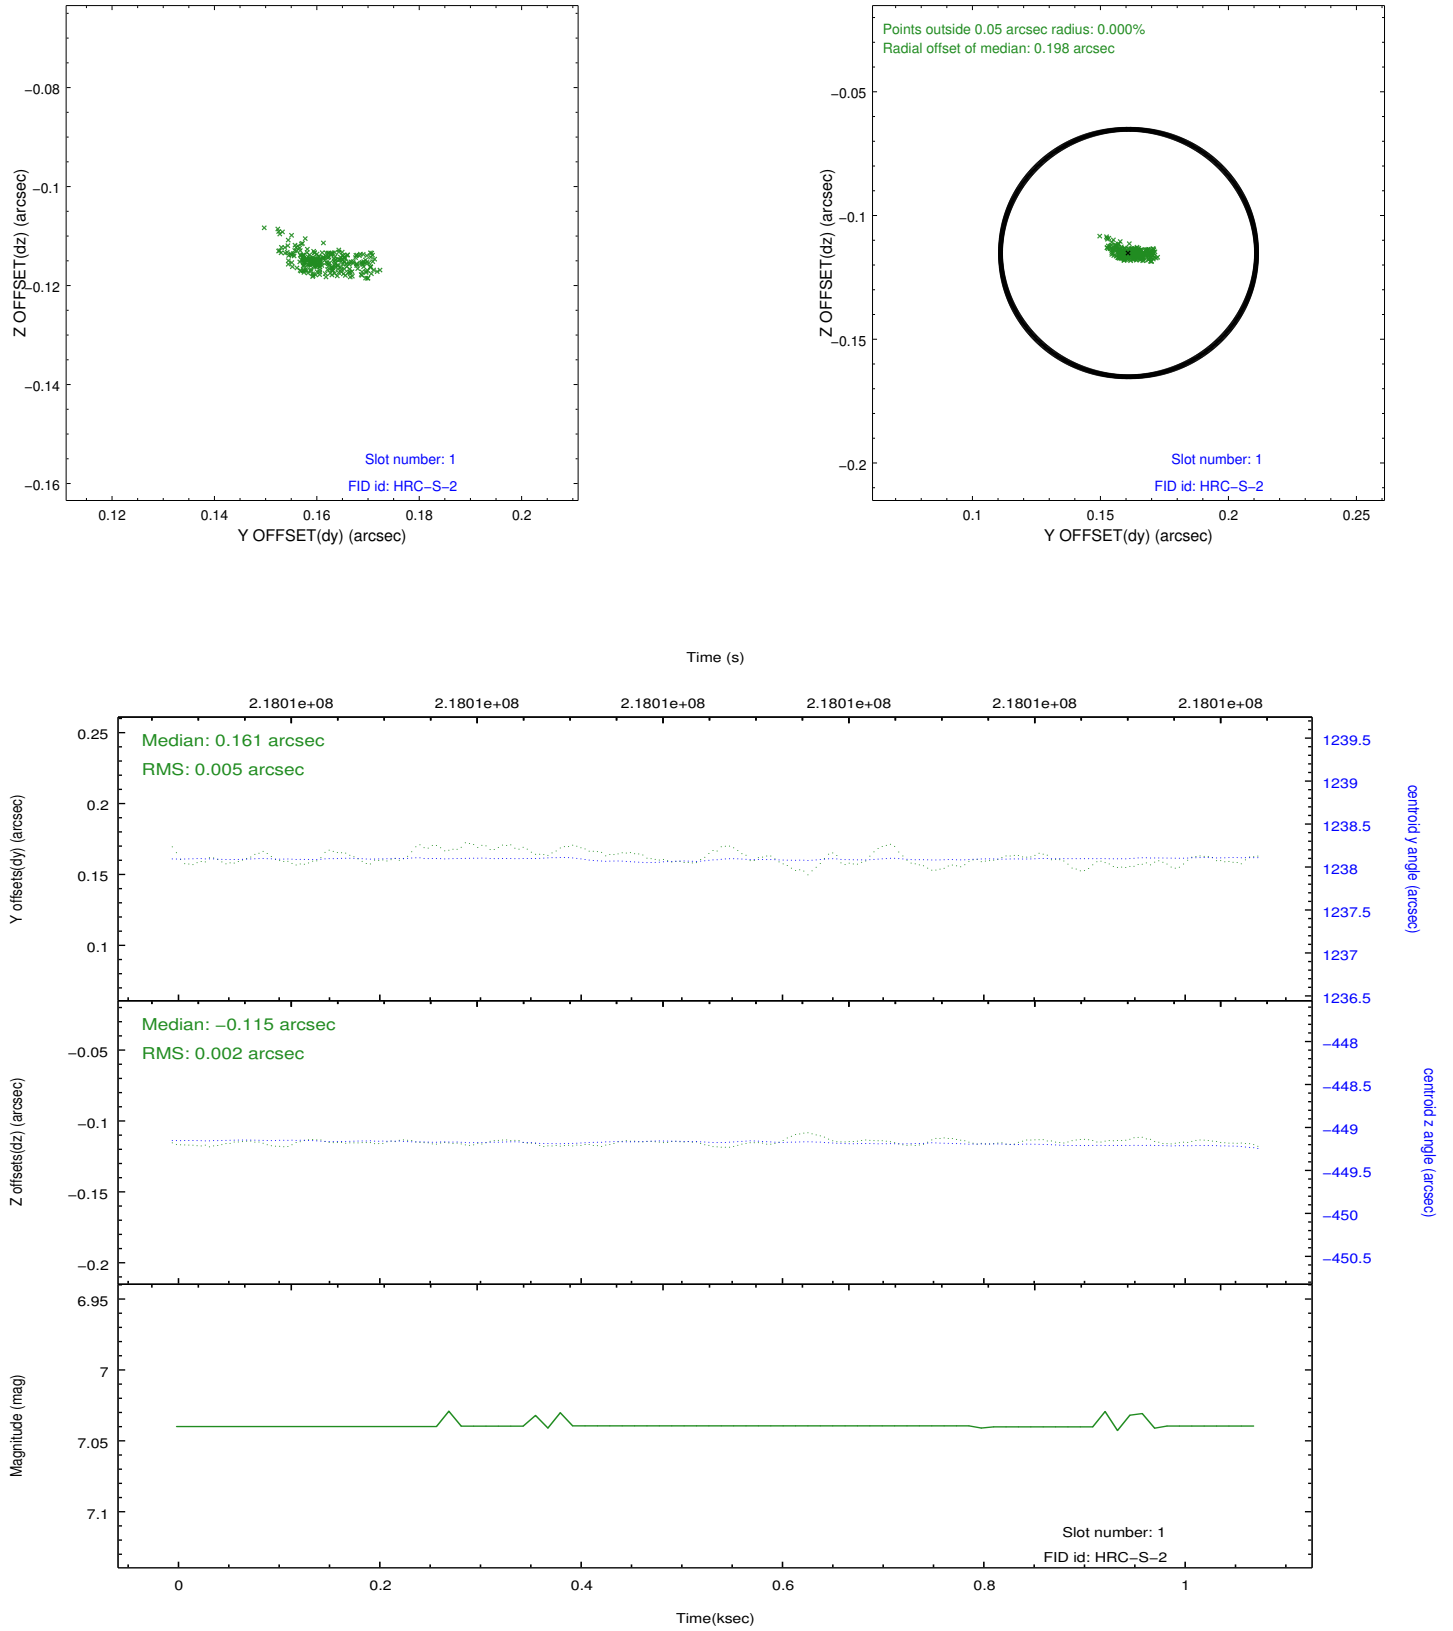 −0.08
−0.1
−0.12
−0.14
−0.16
Z OFFSET(dz) (arcsec)
Slot number: 1
FID id: HRC−S−2
0.12 0.14 0.16 0.18 0.2
Y OFFSET(dy) (arcsec)
Points outside 0.05 arcsec radius: 0.000%
Radial offset of median: 0.198 arcsec
−0.05
−0.1
−0.15
−0.2
Z OFFSET(dz) (arcsec)
Slot number: 1
FID id: HRC−S−2
0.1 0.15 0.2 0.25
Y OFFSET(dy) (arcsec)
Time (s)
2.1801e+08 2.1801e+08 2.1801e+08 2.1801e+08 2.1801e+08 2.1801e+08
Median: 0.161 arcsec
RMS: 0.005 arcsec
0.25
0.2
0.15
0.1
Y offsets(dy) (arcsec)
1239.5
1239
1238.5
1238
1237.5
1237
1236.5
centroid y angle (arcsec)
Median: −0.115 arcsec
RMS: 0.002 arcsec
−0.05
−0.1
−0.15
−0.2
Z offsets(dz) (arcsec)
−448
−448.5
−449
−449.5
−450
−450.5
centroid z angle (arcsec)
6.95
7
7.05
7.1
Magnitude (mag)
Slot number: 1
FID id: HRC−S−2
0 0.2 0.4 0.6 0.8 1
Time(ksec)